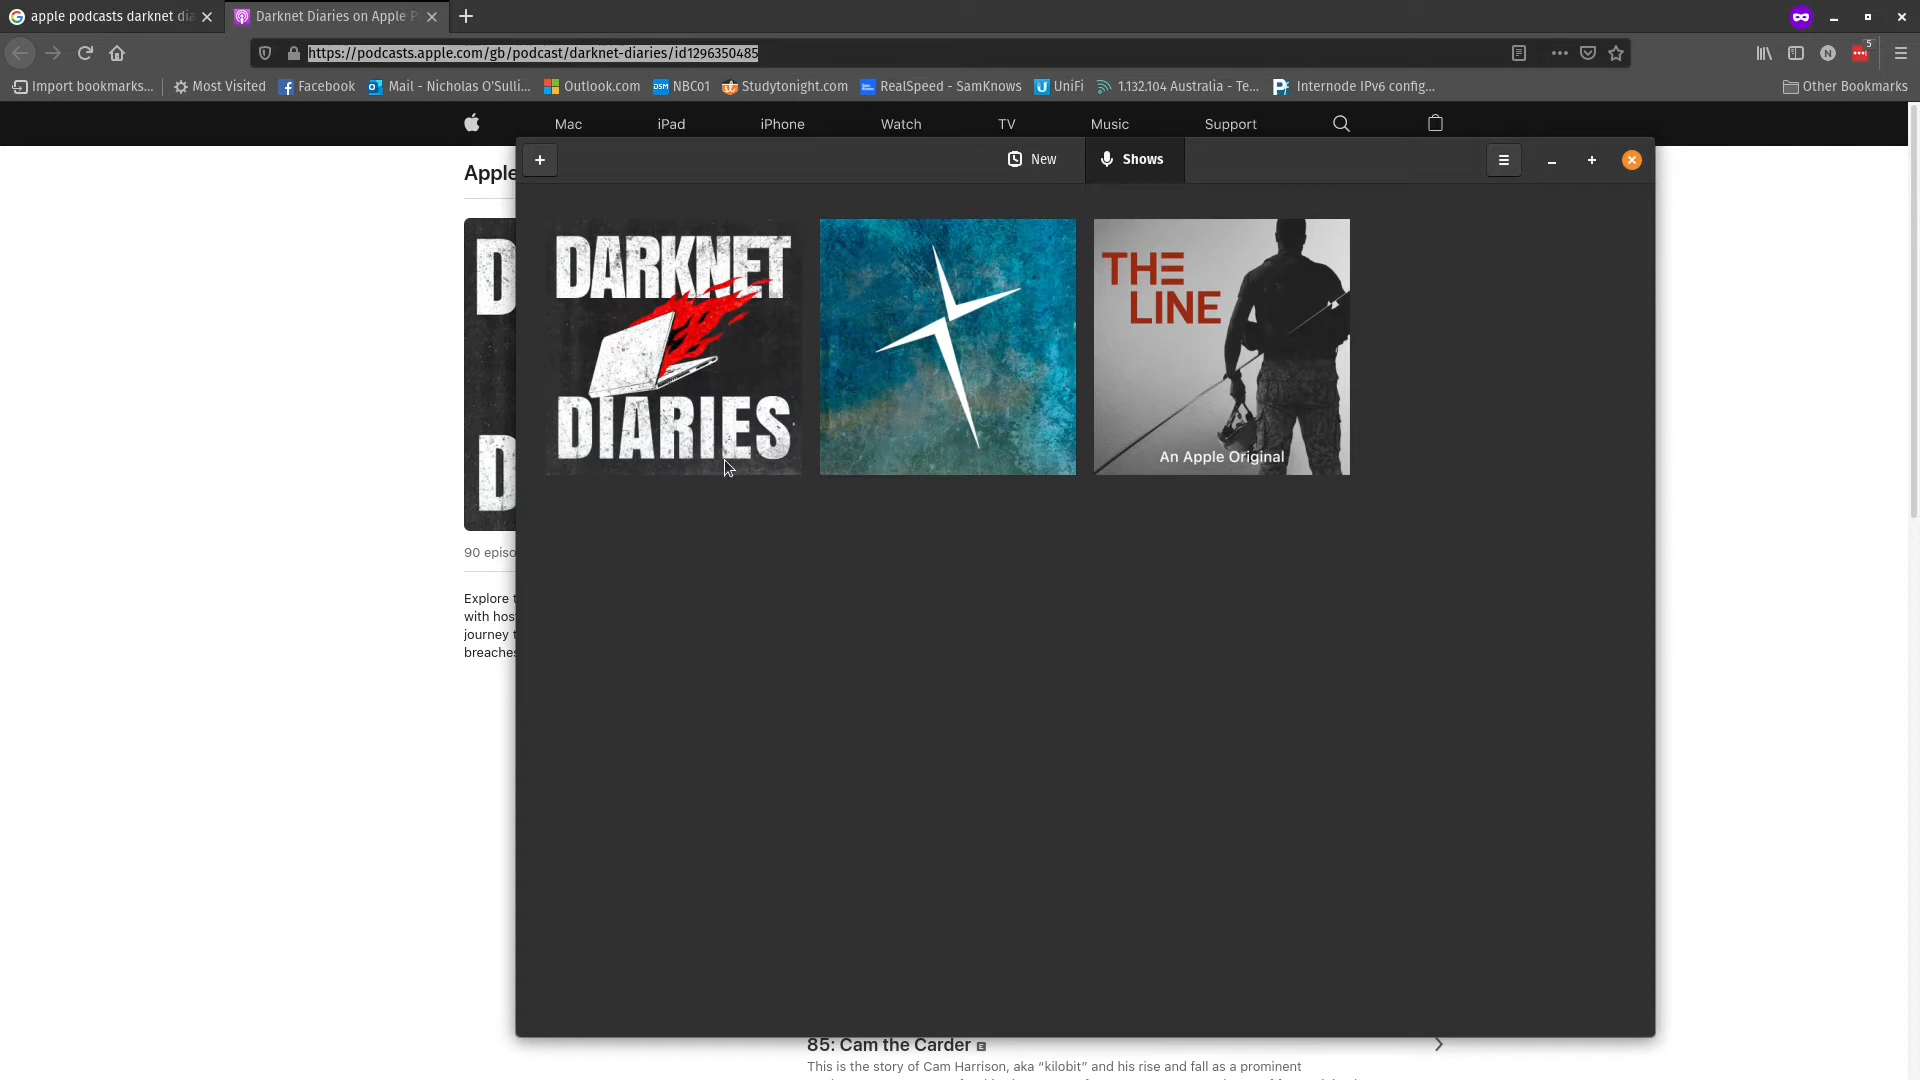 apple podcasts darknet dia
Darknet Diaries on Apple P
https://podcasts.apple.com/gb/podcast/darknet-diaries/id1296350485
5
Import bookmarks... Most Visited Facebook Mail - Nicholas O'Sulli... Outlook.com NBC01 Studytonight.com RealSpeed - SamKnows UniFi 1.132.104 Australia - Te... Internode IPv6 config... Other Bookmarks
Mac iPad iPhone Watch TV Music Support
New Shows
Apple
DARKNET
DIARIES
THE
LINE
An Apple Original
D
D
90 episo
Explore t
with hos
journey t
breaches
85: Cam the Carder E
This is the story of Cam Harrison, aka “kilobit” and his rise and fall as a prominent